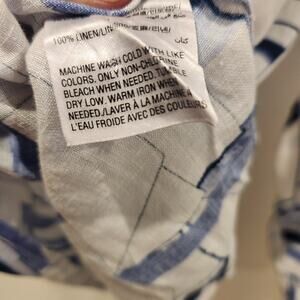 100% LINEN/LIN
MACHINE WASH COLD WITH LIKE
COLORS. ONLY NON-CHLORINE
BLEACH WHEN NEEDED. TUMBLE
DRY LOW. WARM IRON WHEN
NEEDED./LAVER À LA MACHINE À
L'EAU FROIDE AVEC DES COULEURS